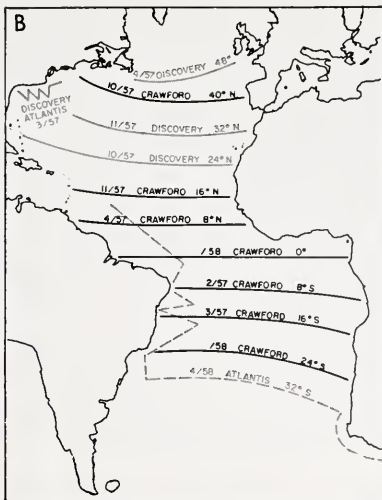 B
4/57 DISCOVERY 48°
10/57 CRAWFORD 40° N
DISCOVERY
ATLANTIS
3/57
11/57 DISCOVERY 32° N
10/57 DISCOVERY 24° N
11/57 CRAWFORD 16° N
4/57 CRAWFORD 8° N
/58 CRAWFORD 0°
2/57 CRAWFORD 8° S
3/57 CRAWFORD 16° S
/58 CRAWFORD 24° S
4/58 ATLANTIS 32° S